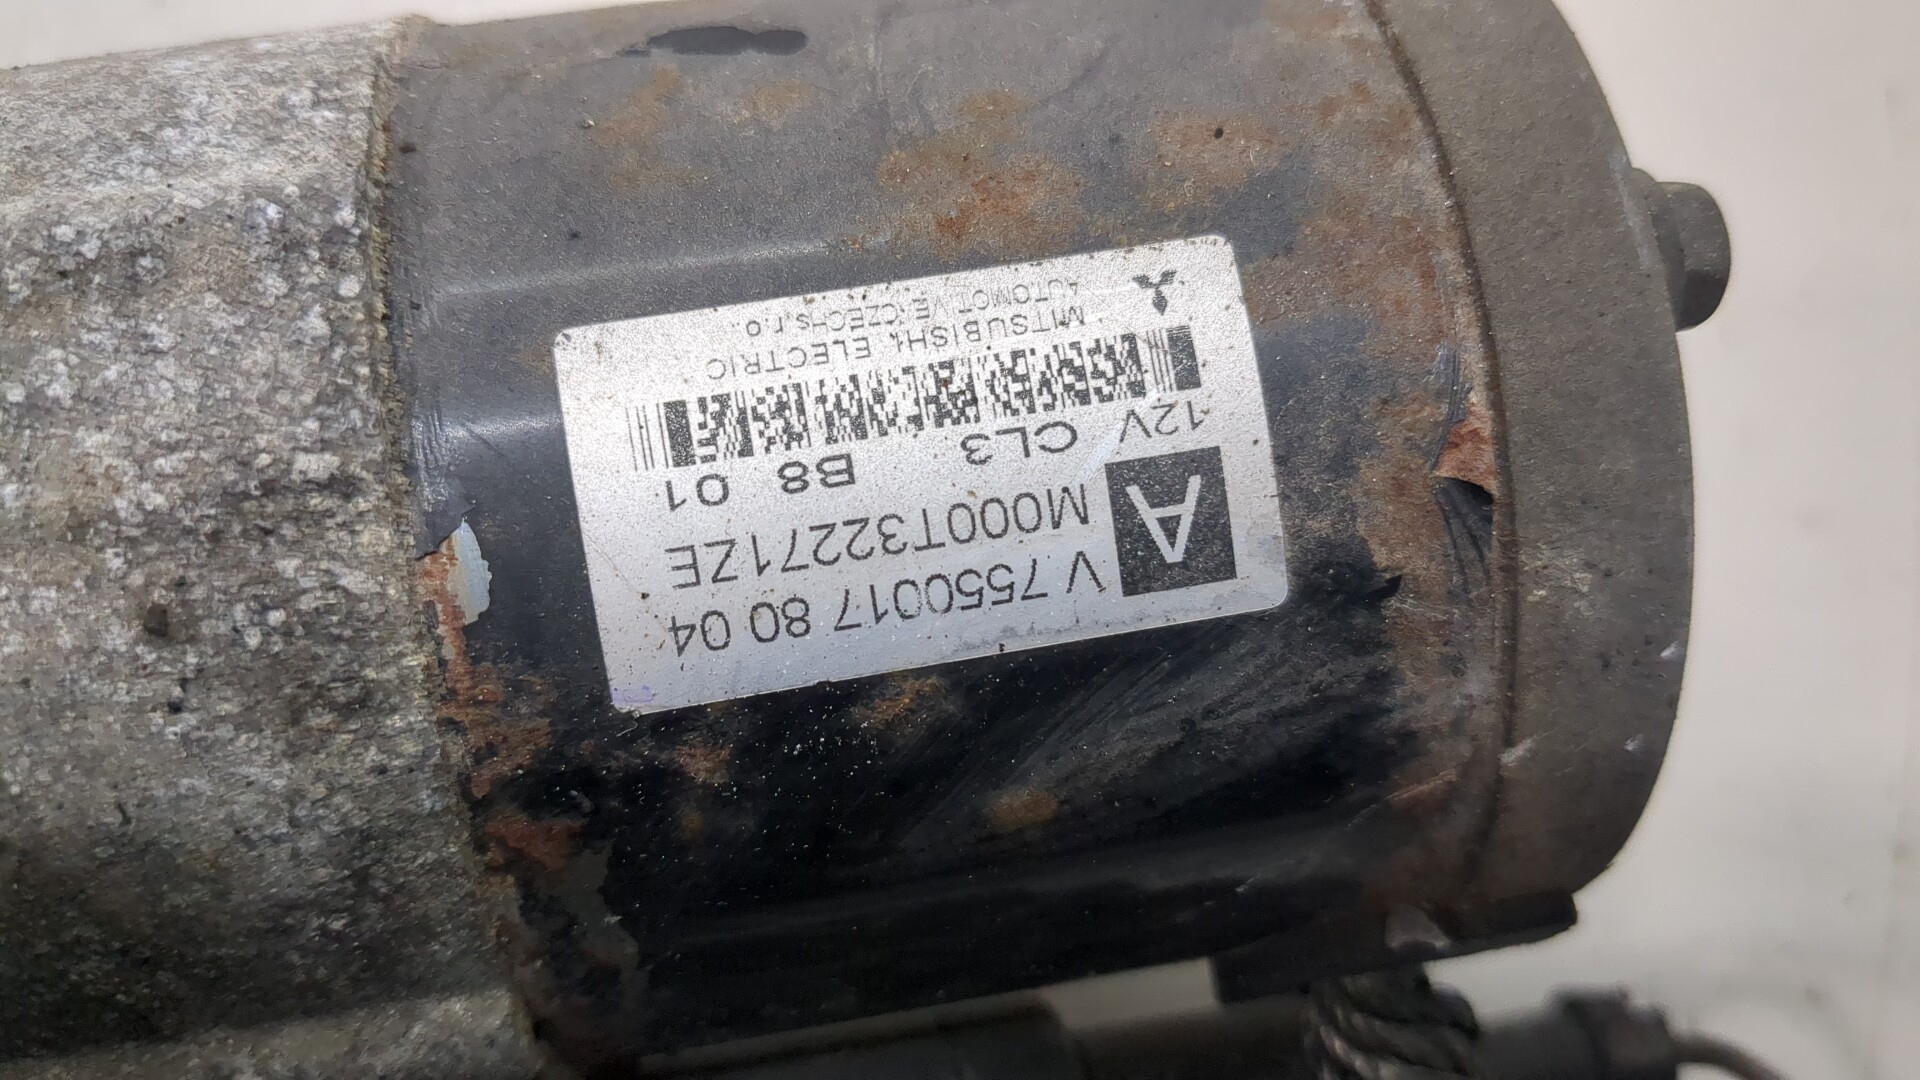 V 7550017 80 04
A
M000T32271ZE
12V CL3 B8 01
MITSUBISHI ELECTRIC
AUTOMOTIVE CZECH s.r.o.